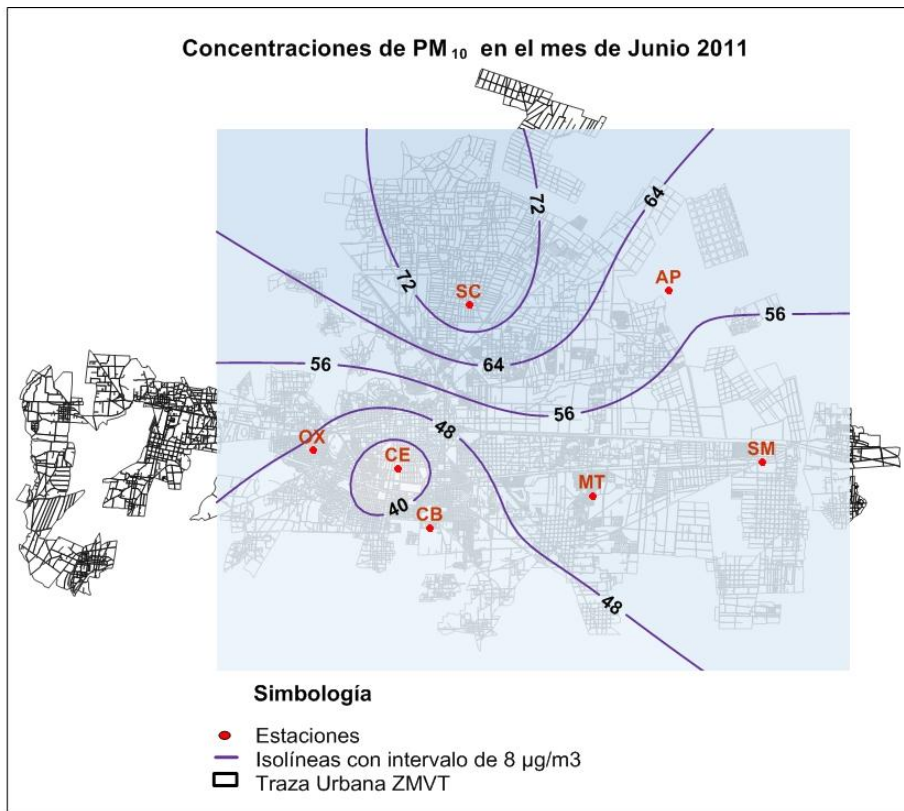 Concentraciones de PM₁₀ en el mes de Junio 2011
72
64
72
SC
AP
56
64
56
56
48
OX
CE
SM
MT
40
CB
48
Simbología
Estaciones
Isolíneas con intervalo de 8 µg/m3
Traza Urbana ZMVT